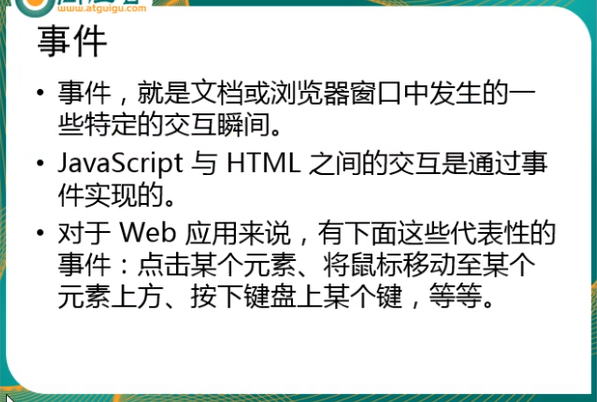 www.atguigu.com
事件
• 事件，就是文档或浏览器窗口中发生的一
些特定的交互瞬间。
• JavaScript 与 HTML 之间的交互是通过事
件实现的。
• 对于 Web 应用来说，有下面这些代表性的
事件：点击某个元素、将鼠标移动至某个
元素上方、按下键盘上某个键，等等。